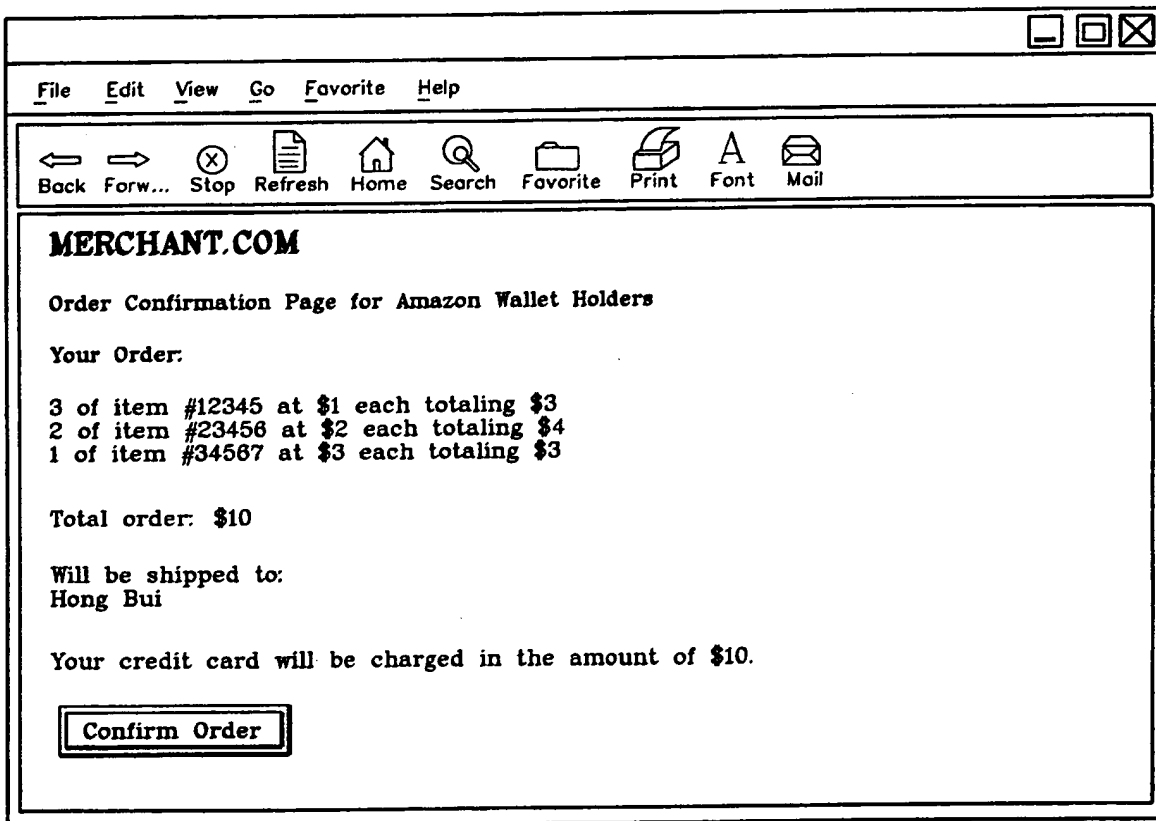 File Edit View Go Favorite Help
Back Forw... Stop Refresh Home Search Favorite Print Font Mail
MERCHANT.COM
Order Confirmation Page for Amazon Wallet Holders
Your Order:
3 of item #12345 at $1 each totaling $3
2 of item #23456 at $2 each totaling $4
1 of item #34567 at $3 each totaling $3
Total order: $10
Will be shipped to:
Hong Bui
Your credit card will be charged in the amount of $10.
Confirm Order